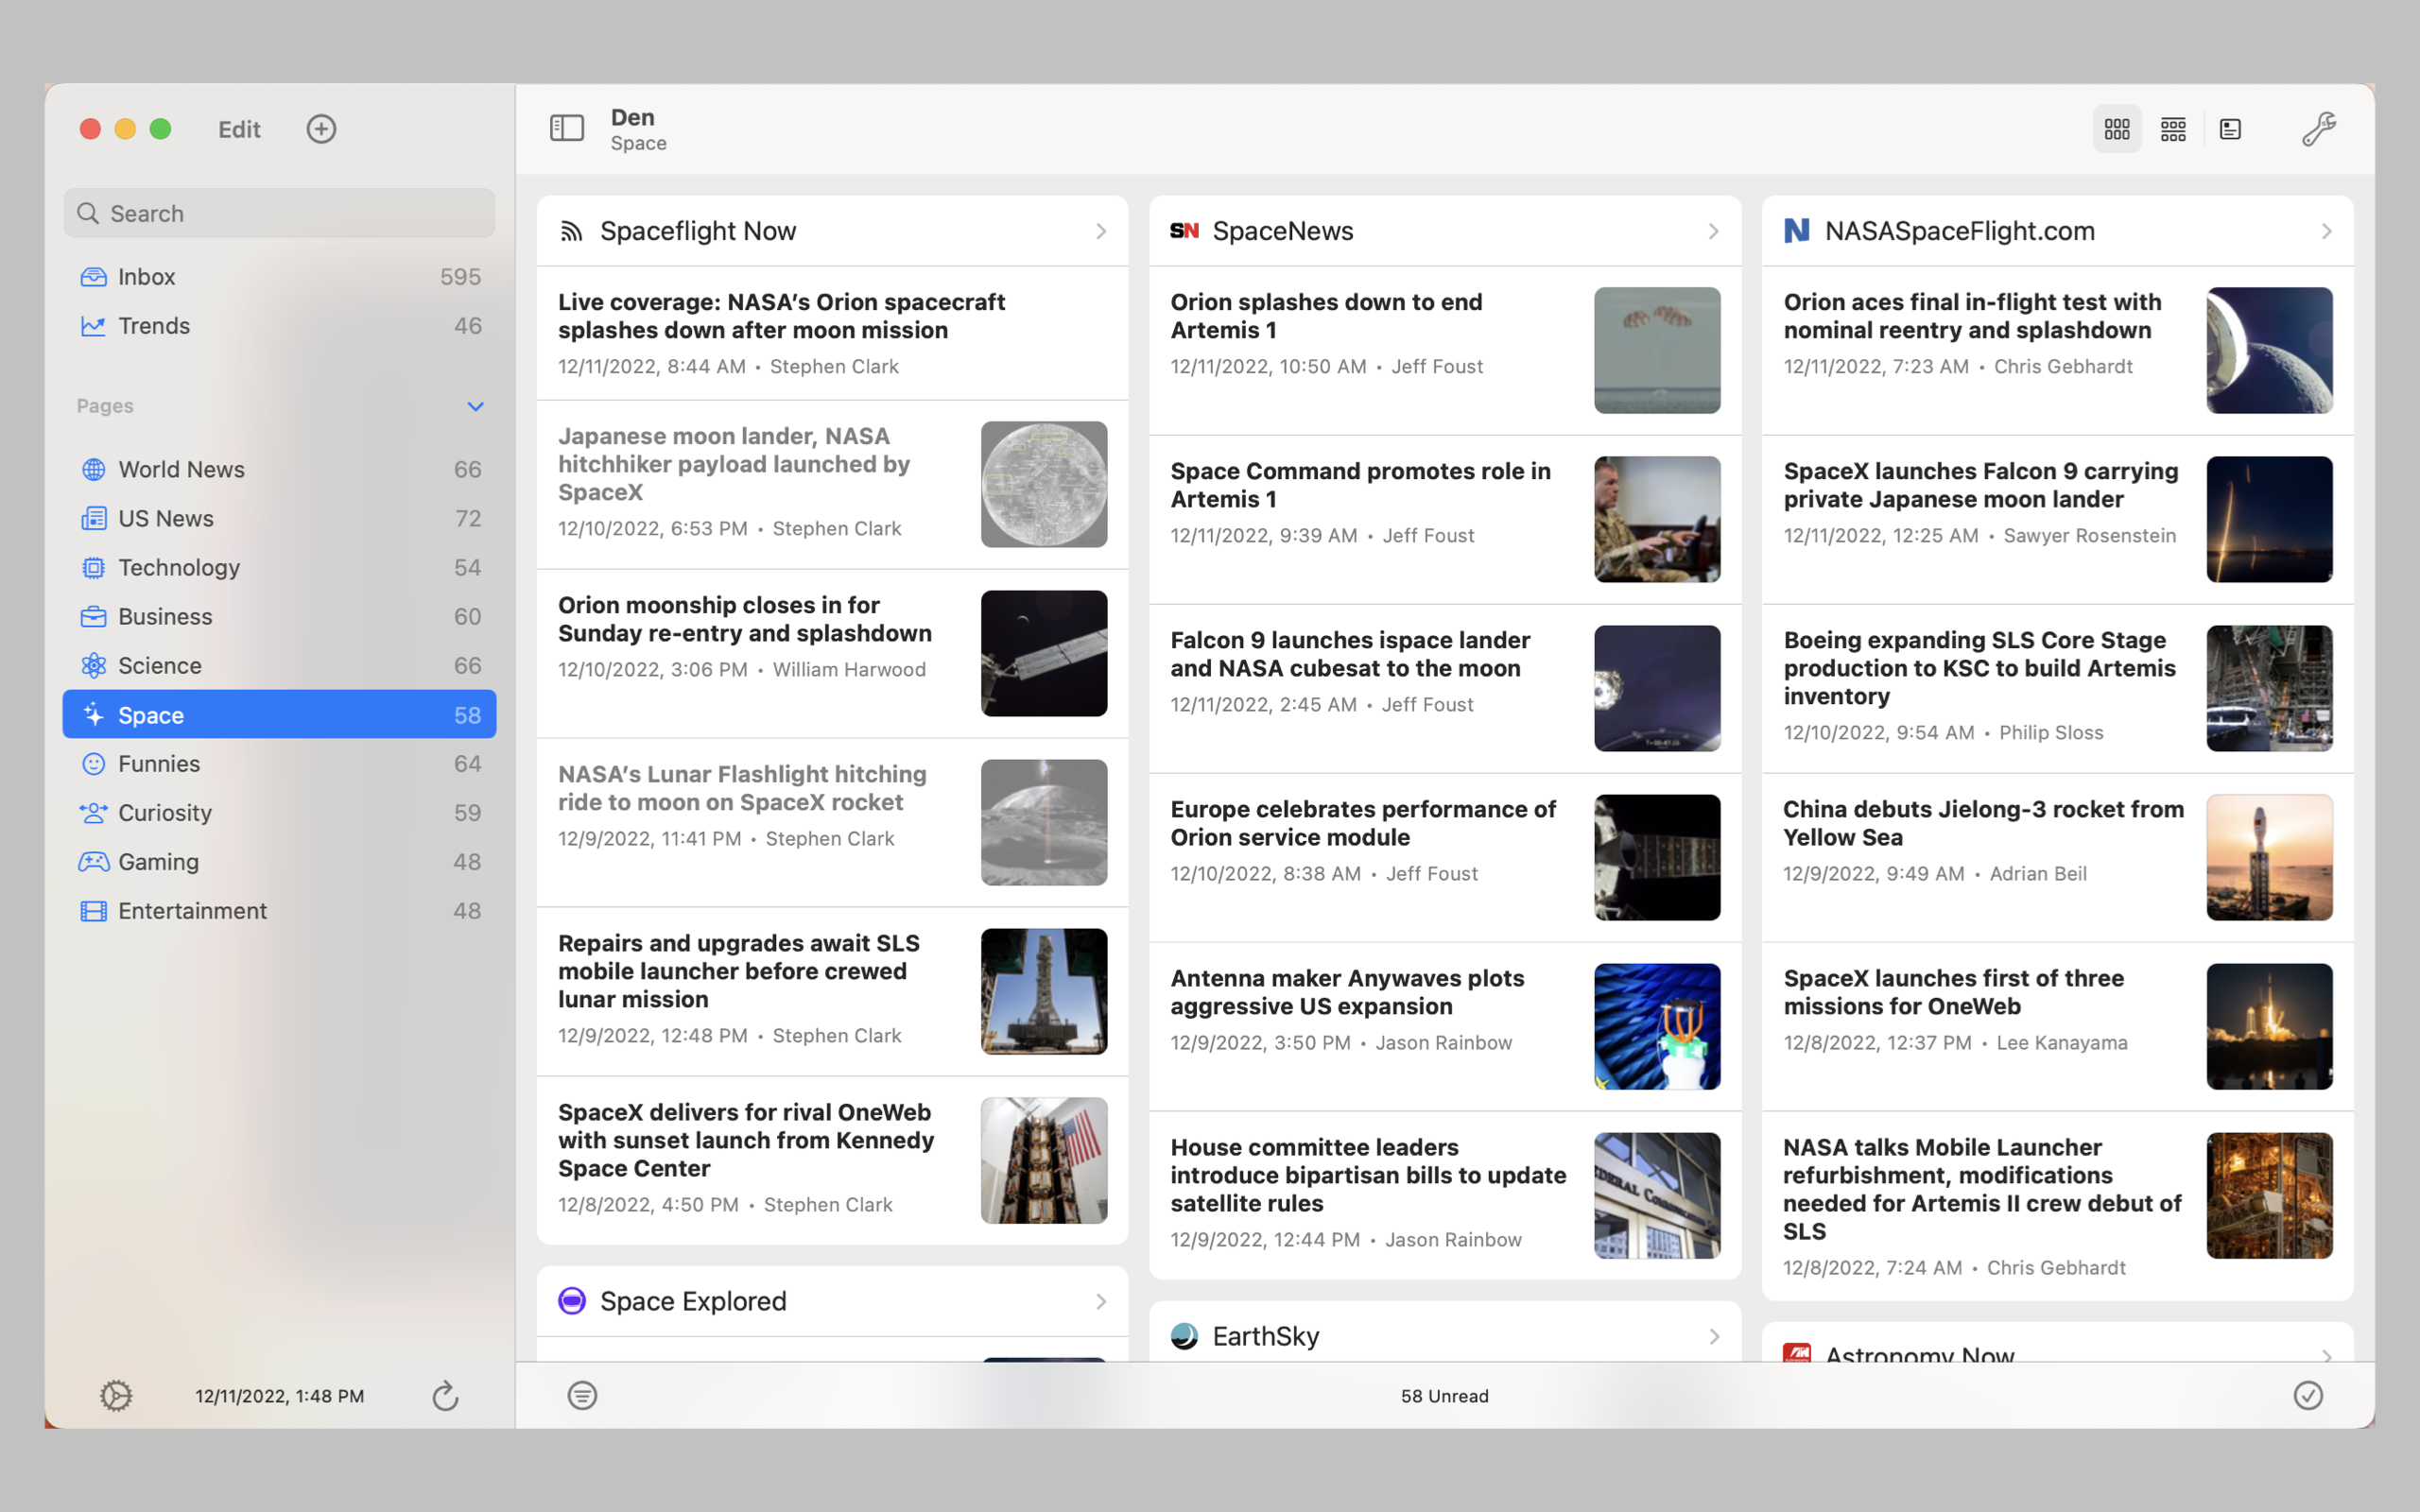 Edit
Search
Inbox 595
Trends 46
Pages
World News 66
US News 72
Technology 54
Business 60
Science 66
Space 58
Funnies 64
Curiosity 59
Gaming 48
Entertainment 48
12/11/2022, 1:48 PM
Den
Space
Spaceflight Now
Live coverage: NASA’s Orion spacecraft
splashes down after moon mission
12/11/2022, 8:44 AM • Stephen Clark
Japanese moon lander, NASA
hitchhiker payload launched by
SpaceX
12/10/2022, 6:53 PM • Stephen Clark
Orion moonship closes in for
Sunday re-entry and splashdown
12/10/2022, 3:06 PM • William Harwood
NASA’s Lunar Flashlight hitching
ride to moon on SpaceX rocket
12/9/2022, 11:41 PM • Stephen Clark
Repairs and upgrades await SLS
mobile launcher before crewed
lunar mission
12/9/2022, 12:48 PM • Stephen Clark
SpaceX delivers for rival OneWeb
with sunset launch from Kennedy
Space Center
12/8/2022, 4:50 PM • Stephen Clark
Space Explored
SN SpaceNews
Orion splashes down to end
Artemis 1
12/11/2022, 10:50 AM • Jeff Foust
Space Command promotes role in
Artemis 1
12/11/2022, 9:39 AM • Jeff Foust
Falcon 9 launches ispace lander
and NASA cubesat to the moon
12/11/2022, 2:45 AM • Jeff Foust
Europe celebrates performance of
Orion service module
12/10/2022, 8:38 AM • Jeff Foust
Antenna maker Anywaves plots
aggressive US expansion
12/9/2022, 3:50 PM • Jason Rainbow
House committee leaders
introduce bipartisan bills to update
satellite rules
12/9/2022, 12:44 PM • Jason Rainbow
EarthSky
N NASASpaceFlight.com
Orion aces final in-flight test with
nominal reentry and splashdown
12/11/2022, 7:23 AM • Chris Gebhardt
SpaceX launches Falcon 9 carrying
private Japanese moon lander
12/11/2022, 12:25 AM • Sawyer Rosenstein
Boeing expanding SLS Core Stage
production to KSC to build Artemis
inventory
12/10/2022, 9:54 AM • Philip Sloss
China debuts Jielong-3 rocket from
Yellow Sea
12/9/2022, 9:49 AM • Adrian Beil
SpaceX launches first of three
missions for OneWeb
12/8/2022, 12:37 PM • Lee Kanayama
NASA talks Mobile Launcher
refurbishment, modifications
needed for Artemis II crew debut of
SLS
12/8/2022, 7:24 AM • Chris Gebhardt
Astronomy Now
58 Unread